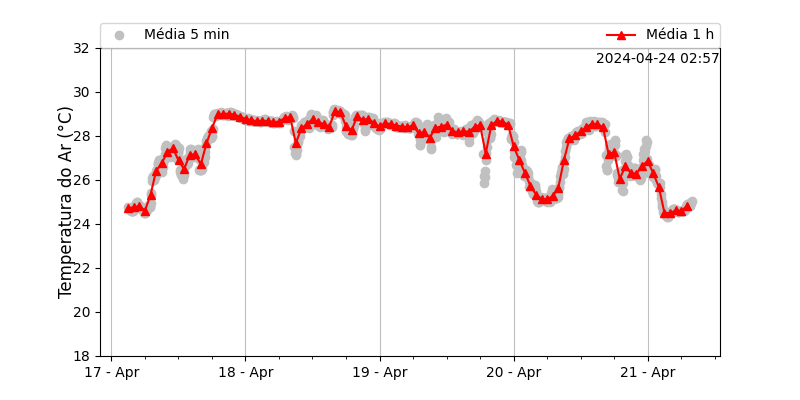 Média 5 min
Média 1 h
2024-04-24 02:57
Temperatura do Ar (°C)
32
30
28
26
24
22
20
18
17 - Apr
18 - Apr
19 - Apr
20 - Apr
21 - Apr